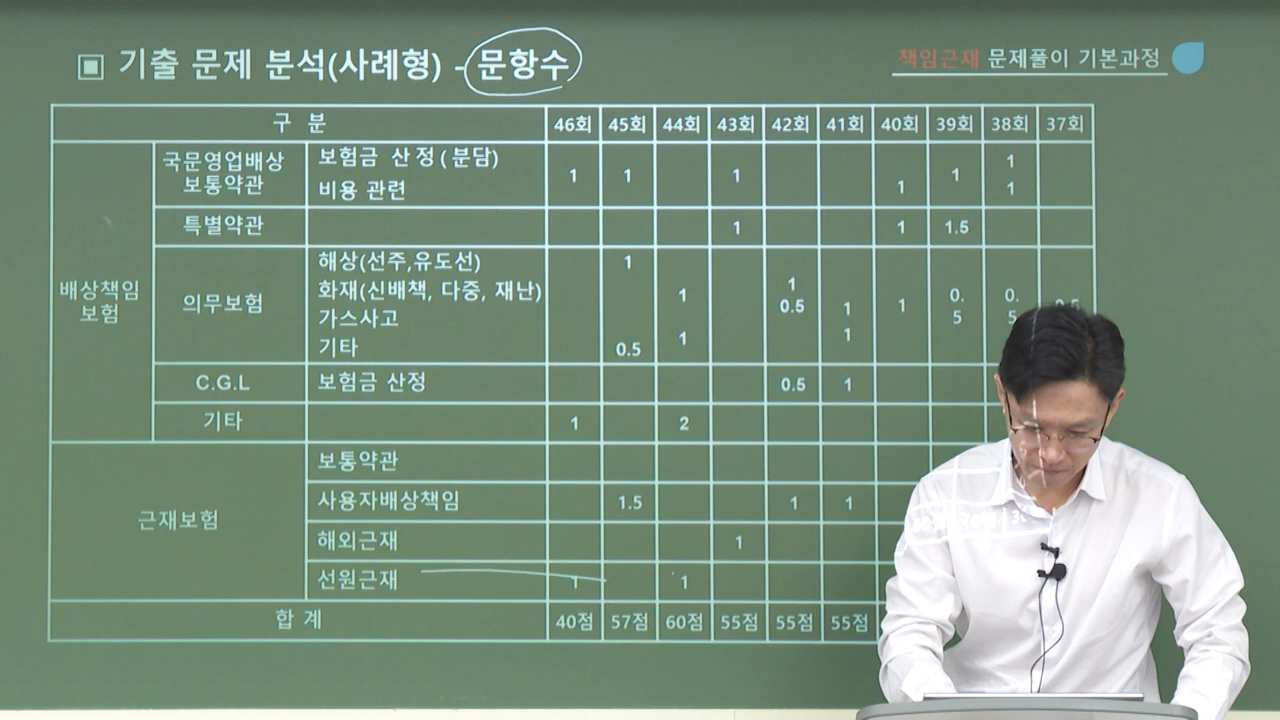 ▣ 기출 문제 분석(사례형) - 문항수
책임근재 문제풀이 기본과정
구 분 46회 45회 44회 43회 42회 41회 40회 39회 38회 37회
배상책임보험
국문영업배상 보통약관
보험금 산정(분담) 1
비용 관련 1 1 1 1 1 1
특별약관 1 1 1.5
의무보험
해상(선주,유도선) 1
화재(신배책, 다중, 재난) 1 1 0.5 1 1 0.5 0.5
가스사고
기타 0.5 1 1
C.G.L 보험금 산정 0.5 1
기타 1 2
근재보험
보통약관
사용자배상책임 1.5 1 1
해외근재 1
선원근재 1 1
합 계 40점 57점 60점 55점 55점 55점